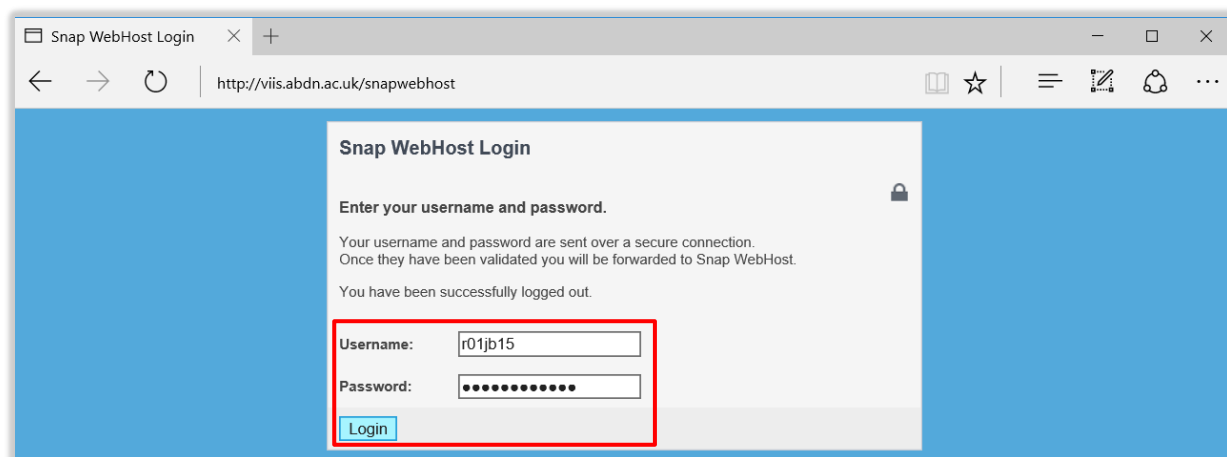 Snap WebHost Login
http://viis.abdn.ac.uk/snapwebhost
Snap WebHost Login
Enter your username and password.
Your username and password are sent over a secure connection.
Once they have been validated you will be forwarded to Snap WebHost.
You have been successfully logged out.
Username: r01jb15
Password: ●●●●●●●●●●●●
Login